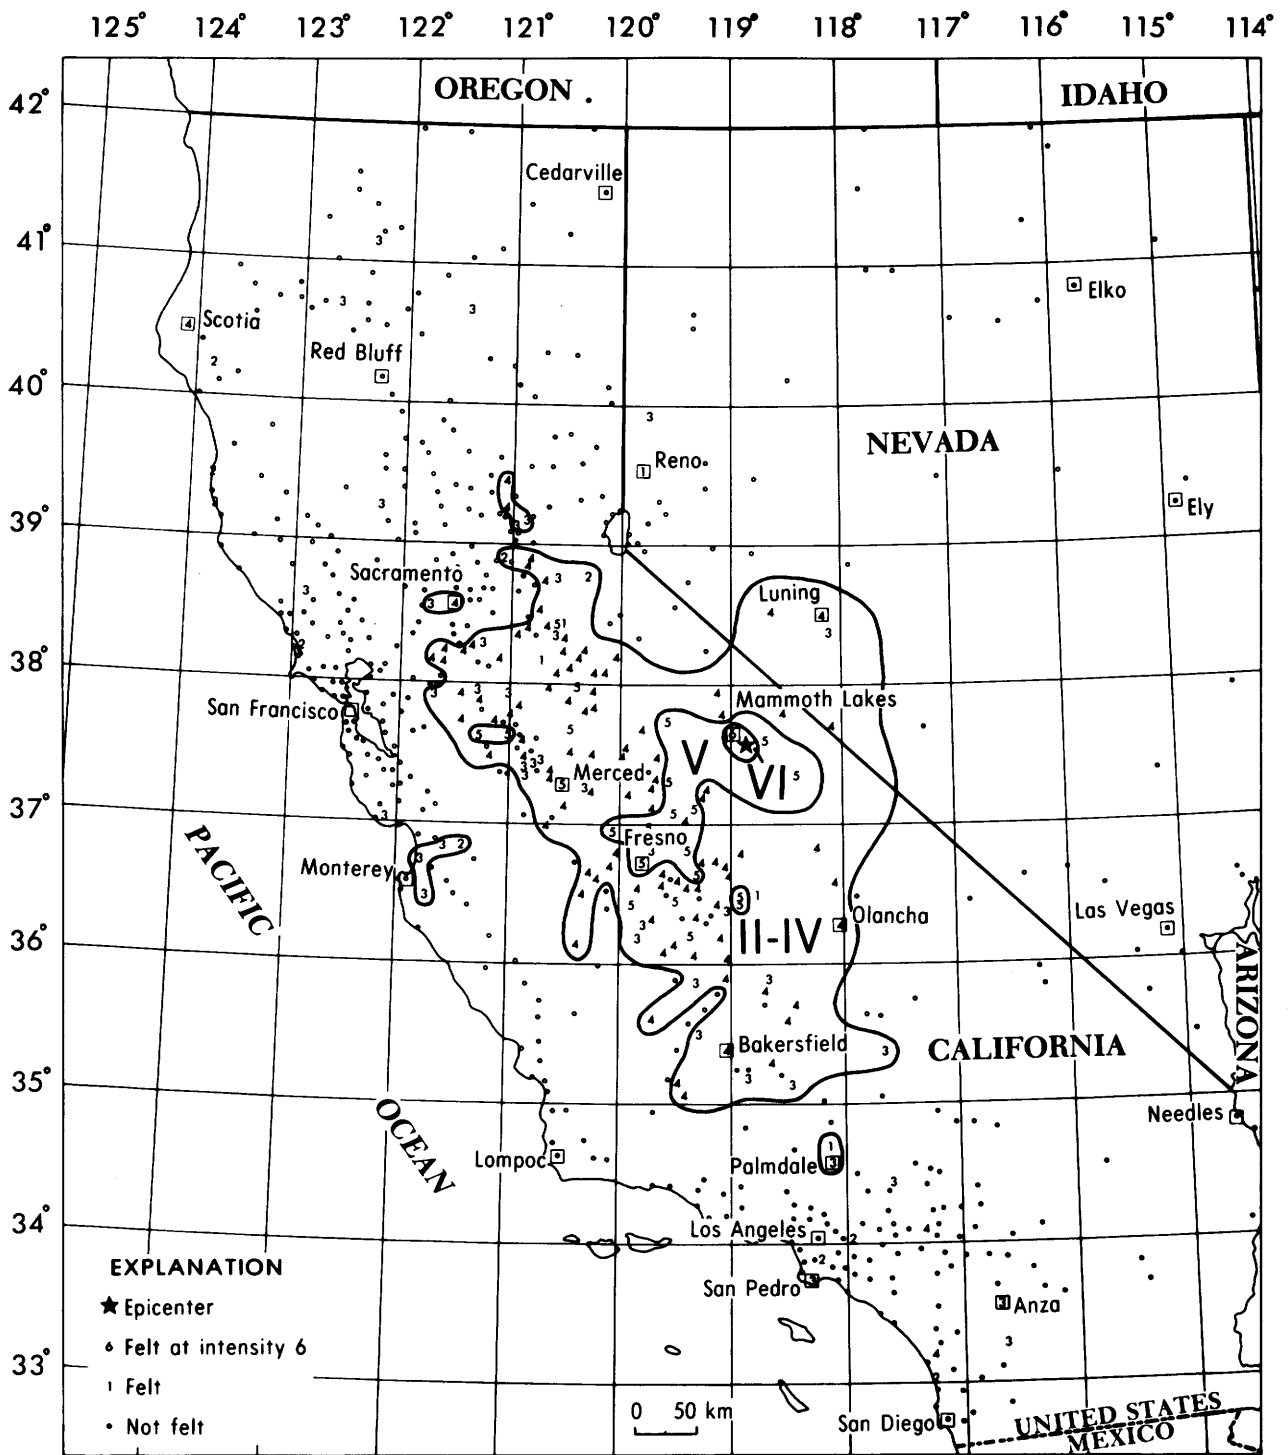 125° 124° 123° 122° 121° 120° 119° 118° 117° 116° 115° 114°
OREGON
IDAHO
42°
Cedarville
41°
Elko
Scotia
Red Bluff
40°
NEVADA
Reno
Ely
39°
Sacramento
Luning
38°
Mammoth Lakes
San Francisco
V
VI
Merced
37°
Fresno
PACIFIC
Monterey
Olancha
Las Vegas
II-IV
36°
ARIZONA
Bakersfield
CALIFORNIA
35°
OCEAN
Needles
Lompoc
Palmdale
34°
Los Angeles
San Pedro
Anza
EXPLANATION
Epicenter
6 Felt at intensity 6
1 Felt
Not felt
33°
0 50 km
San Diego
UNITED STATES
MEXICO